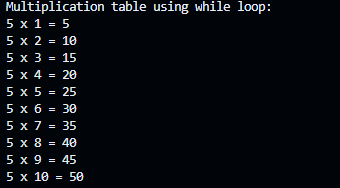 Multiplication table using while loop:
5 x 1 = 5
5 x 2 = 10
5 x 3 = 15
5 x 4 = 20
5 x 5 = 25
5 x 6 = 30
5 x 7 = 35
5 x 8 = 40
5 x 9 = 45
5 x 10 = 50